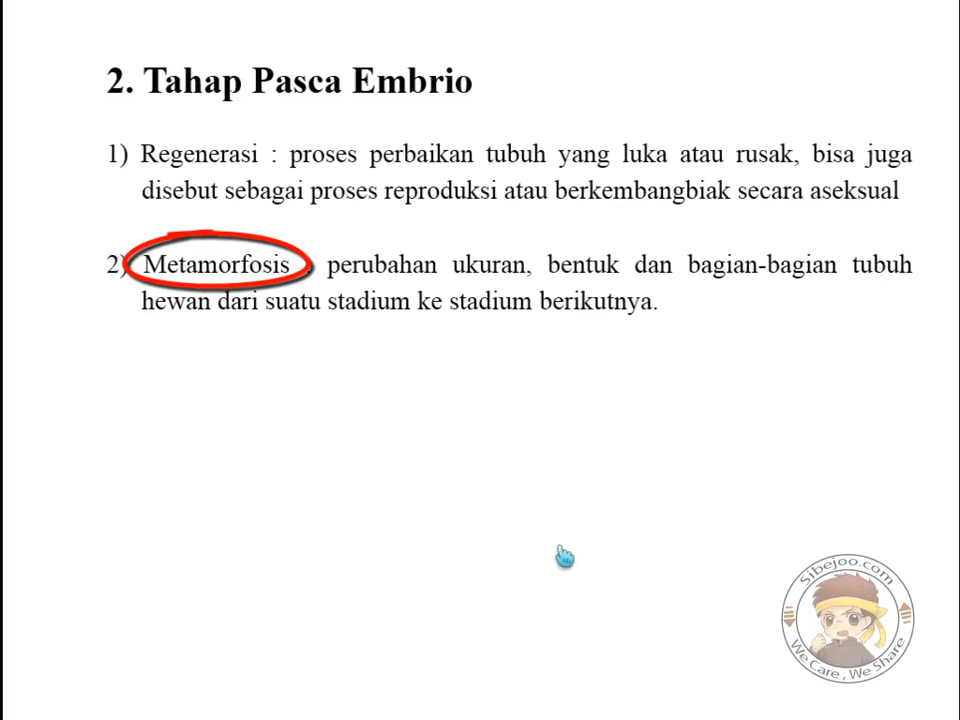 2. Tahap Pasca Embrio
1) Regenerasi : proses perbaikan tubuh yang luka atau rusak, bisa juga
disebut sebagai proses reproduksi atau berkembangbiak secara aseksual
2) Metamorfosis : perubahan ukuran, bentuk dan bagian-bagian tubuh
hewan dari suatu stadium ke stadium berikutnya.
Sibejoo.com
We Care , We Share